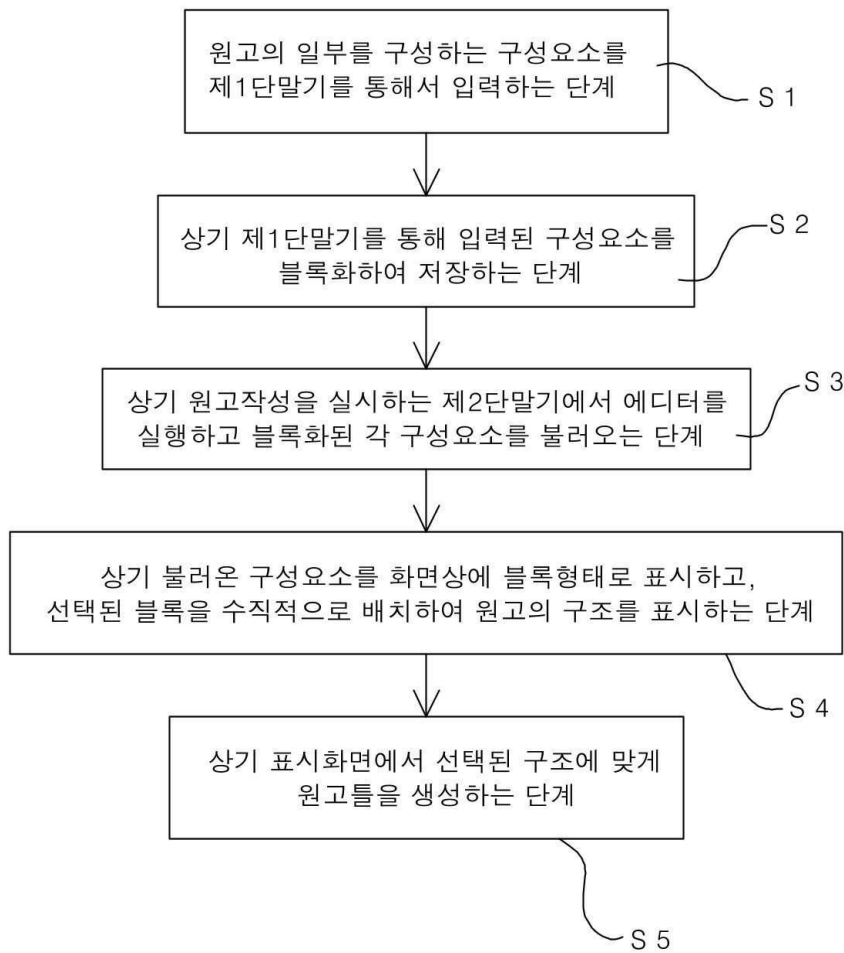 원고의 일부를 구성하는 구성요소를
제1단말기를 통해서 입력하는 단계
S 1
상기 제1단말기를 통해 입력된 구성요소를
블록화하여 저장하는 단계
S 2
상기 원고작성을 실시하는 제2단말기에서 에디터를
실행하고 블록화된 각 구성요소를 불러오는 단계
S 3
상기 불러온 구성요소를 화면상에 블록형태로 표시하고,
선택된 블록을 수직적으로 배치하여 원고의 구조를 표시하는 단계
S 4
상기 표시화면에서 선택된 구조에 맞게
원고틀을 생성하는 단계
S 5